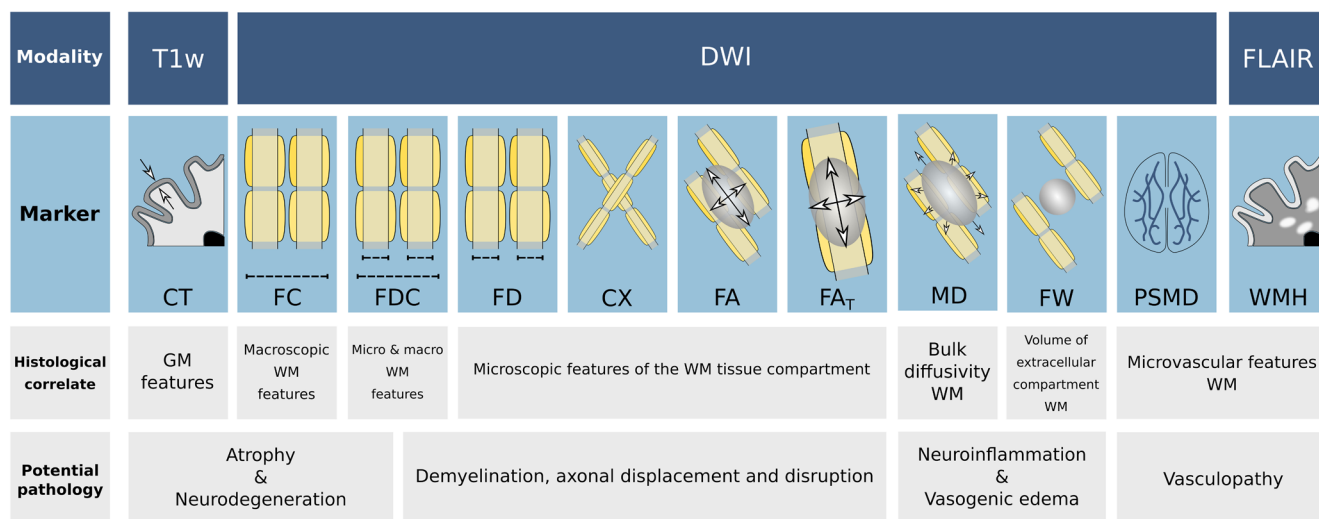 Modality
T1w
DWI
FLAIR
Marker
CT
FC
FDC
FD
CX
FA
FAT
MD
FW
PSMD
WMH
Histological
correlate
GM
features
Macroscopic
WM
features
Micro & macro
WM
features
Microscopic features of the WM tissue compartment
Bulk
diffusivity
WM
Volume of
extracellular
compartment
WM
Microvascular features
WM
Potential
pathology
Atrophy
&
Neurodegeneration
Demyelination, axonal displacement and disruption
Neuroinflammation
&
Vasogenic edema
Vasculopathy